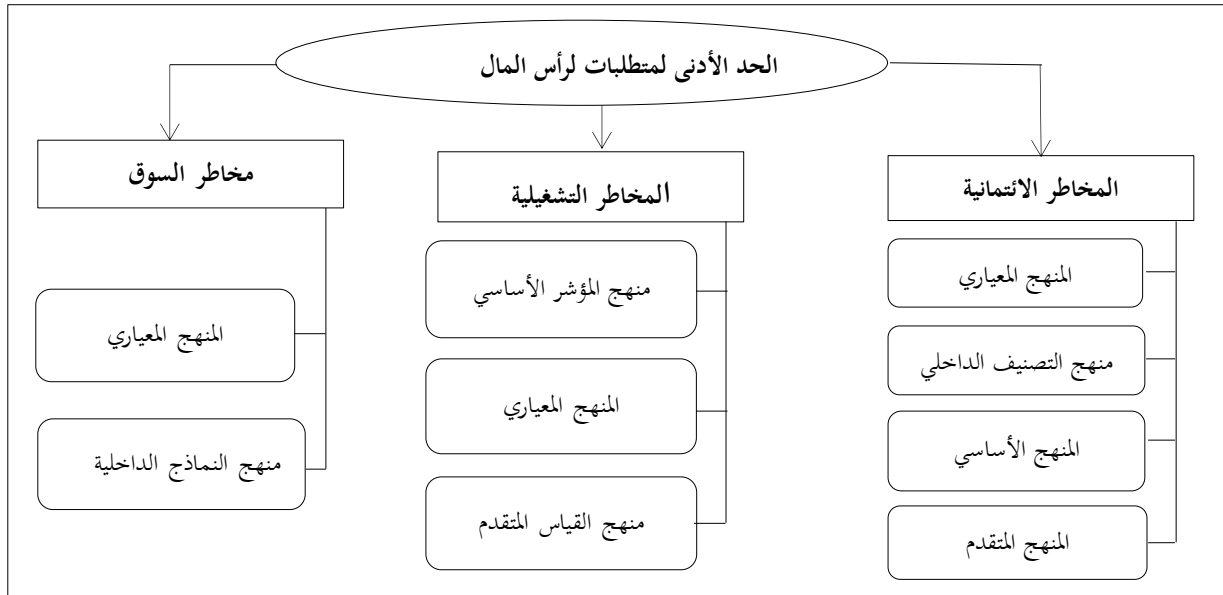 الحد الأدنى لمتطلبات لرأس المال
المخاطر الائتمانية
المنهج المعياري
منهج التصنيف الداخلي
المنهج الأساسي
المنهج المتقدم
المخاطر التشغيلية
منهج المؤشر الأساسي
المنهج المعياري
منهج القياس المتقدم
مخاطر السوق
المنهج المعياري
منهج النماذج الداخلية